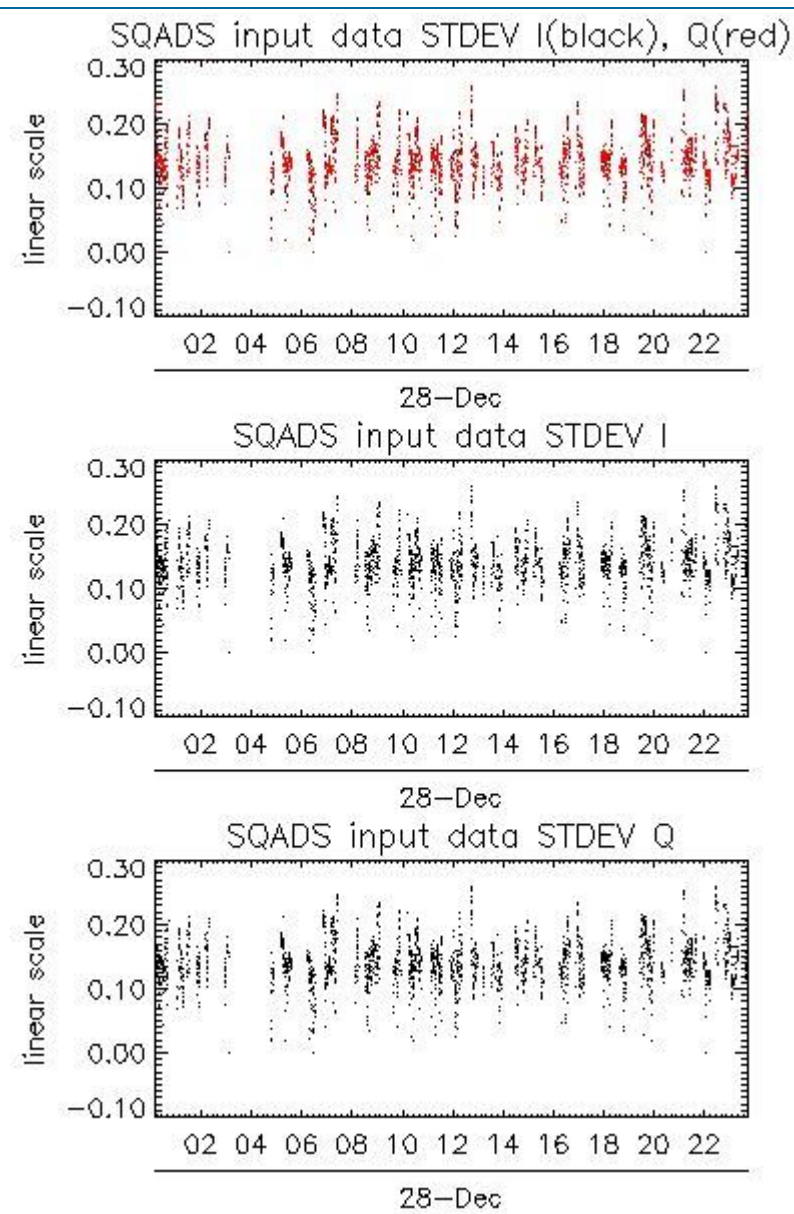 SQADS input data STDEV I(black), Q(red)
0.30
0.20
0.10
0.00
−0.10
linear scale
02 04 06 08 10 12 14 16 18 20 22
28−Dec
SQADS input data STDEV I
0.30
0.20
0.10
0.00
−0.10
linear scale
02 04 06 08 10 12 14 16 18 20 22
28−Dec
SQADS input data STDEV Q
0.30
0.20
0.10
0.00
−0.10
linear scale
02 04 06 08 10 12 14 16 18 20 22
28−Dec